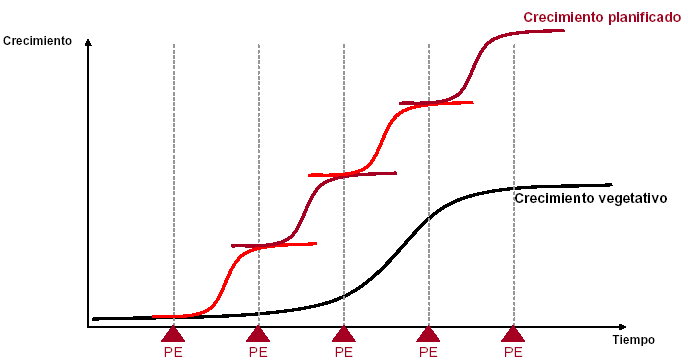 Crecimiento planificado
Crecimiento
Crecimiento vegetativo
Tiempo
PE
PE
PE
PE
PE